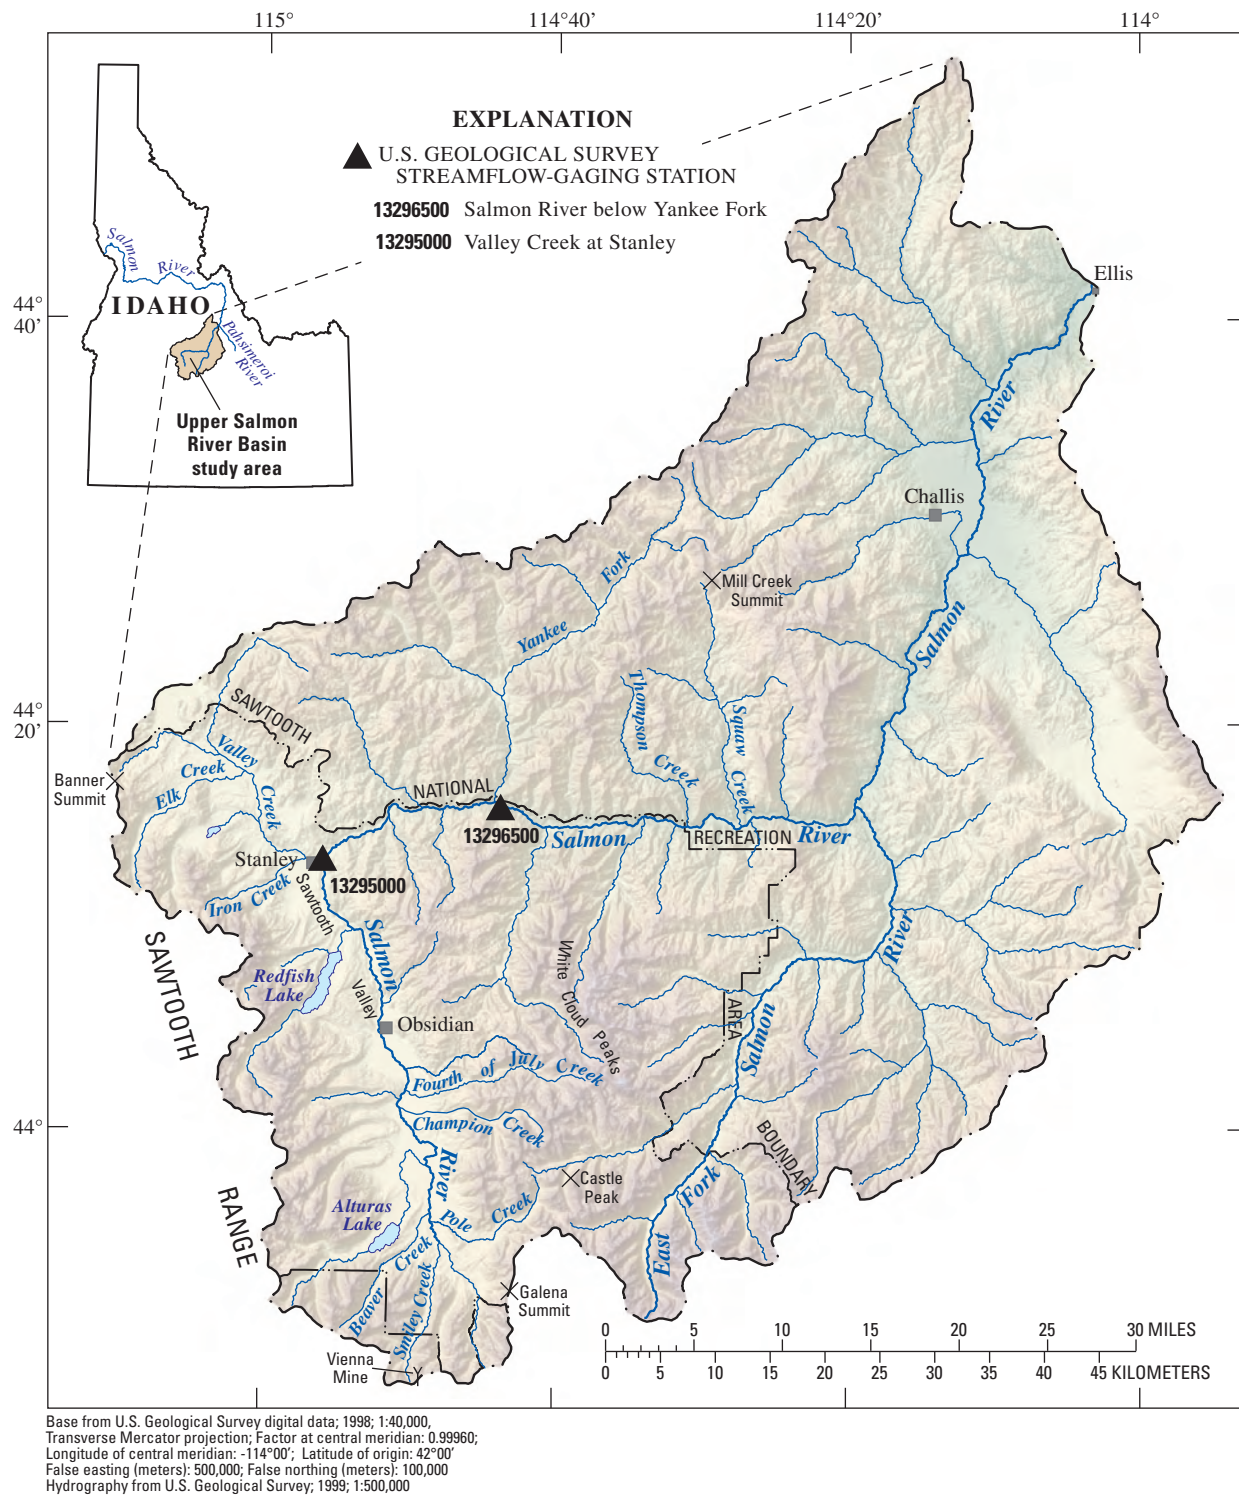 115°
114°40'
114°20'
114°
EXPLANATION
U.S. GEOLOGICAL SURVEY
STREAMFLOW-GAGING STATION
13296500 Salmon River below Yankee Fork
13295000 Valley Creek at Stanley
Salmon
River
IDAHO
Pahsimeroi
River
Upper Salmon
River Basin
study area
44°
40'
Ellis
River
Challis
Mill Creek
Summit
Fork
Yankee
Salmon
Thompson
Creek
Squaw
Creek
44°
20'
SAWTOOTH
NATIONAL
RECREATION
AREA
BOUNDARY
Valley
Creek
Creek
Elk
Banner
Summit
13296500
Salmon
River
Stanley
13295000
Iron Creek
Sawtooth
Valley
Salmon
River
SAWTOOTH
RANGE
Redfish
Lake
White Cloud Peaks
Obsidian
Salmon
Fourth of July Creek
Champion Creek
44°
River
Castle
Peak
Fork
East
Alturas
Lake
Pole Creek
Beaver Creek
Smiley Creek
Galena
Summit
Vienna
Mine
0 5 10 15 20 25 30 MILES
0 5 10 15 20 25 30 35 40 45 KILOMETERS
Base from U.S. Geological Survey digital data; 1998; 1:40,000,
Transverse Mercator projection; Factor at central meridian: 0.99960;
Longitude of central meridian: -114°00'; Latitude of origin: 42°00'
False easting (meters): 500,000; False northing (meters): 100,000
Hydrography from U.S. Geological Survey; 1999; 1:500,000